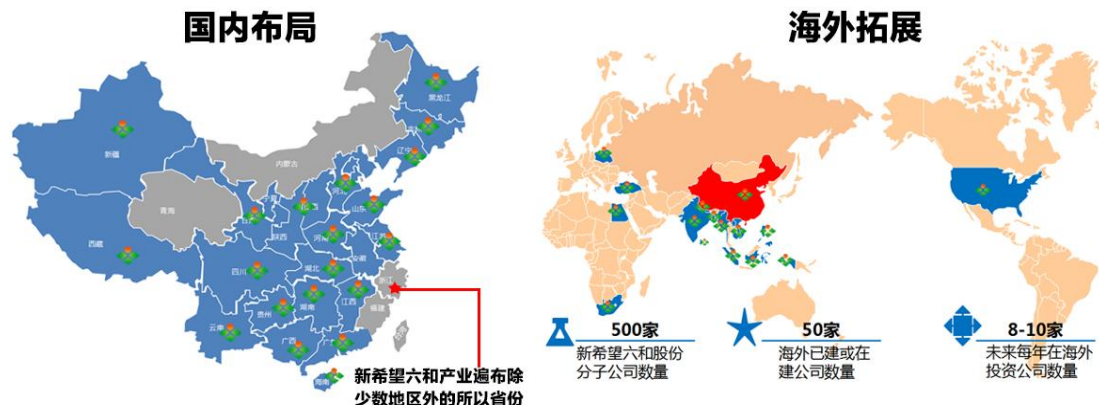 国内布局
海外拓展
黑龙江
新疆
内蒙古
辽宁
青海
山东
西藏
陕西
江苏
安徽
四川
湖北
浙江
江西
湖南
贵州
福建
云南
广西
台湾
海南
新希望六和产业遍布除
少数地区外的所以省份
500家
新希望六和股份
分子公司数量
50家
海外已建或在
建公司数量
8-10家
未来每年在海外
投资公司数量